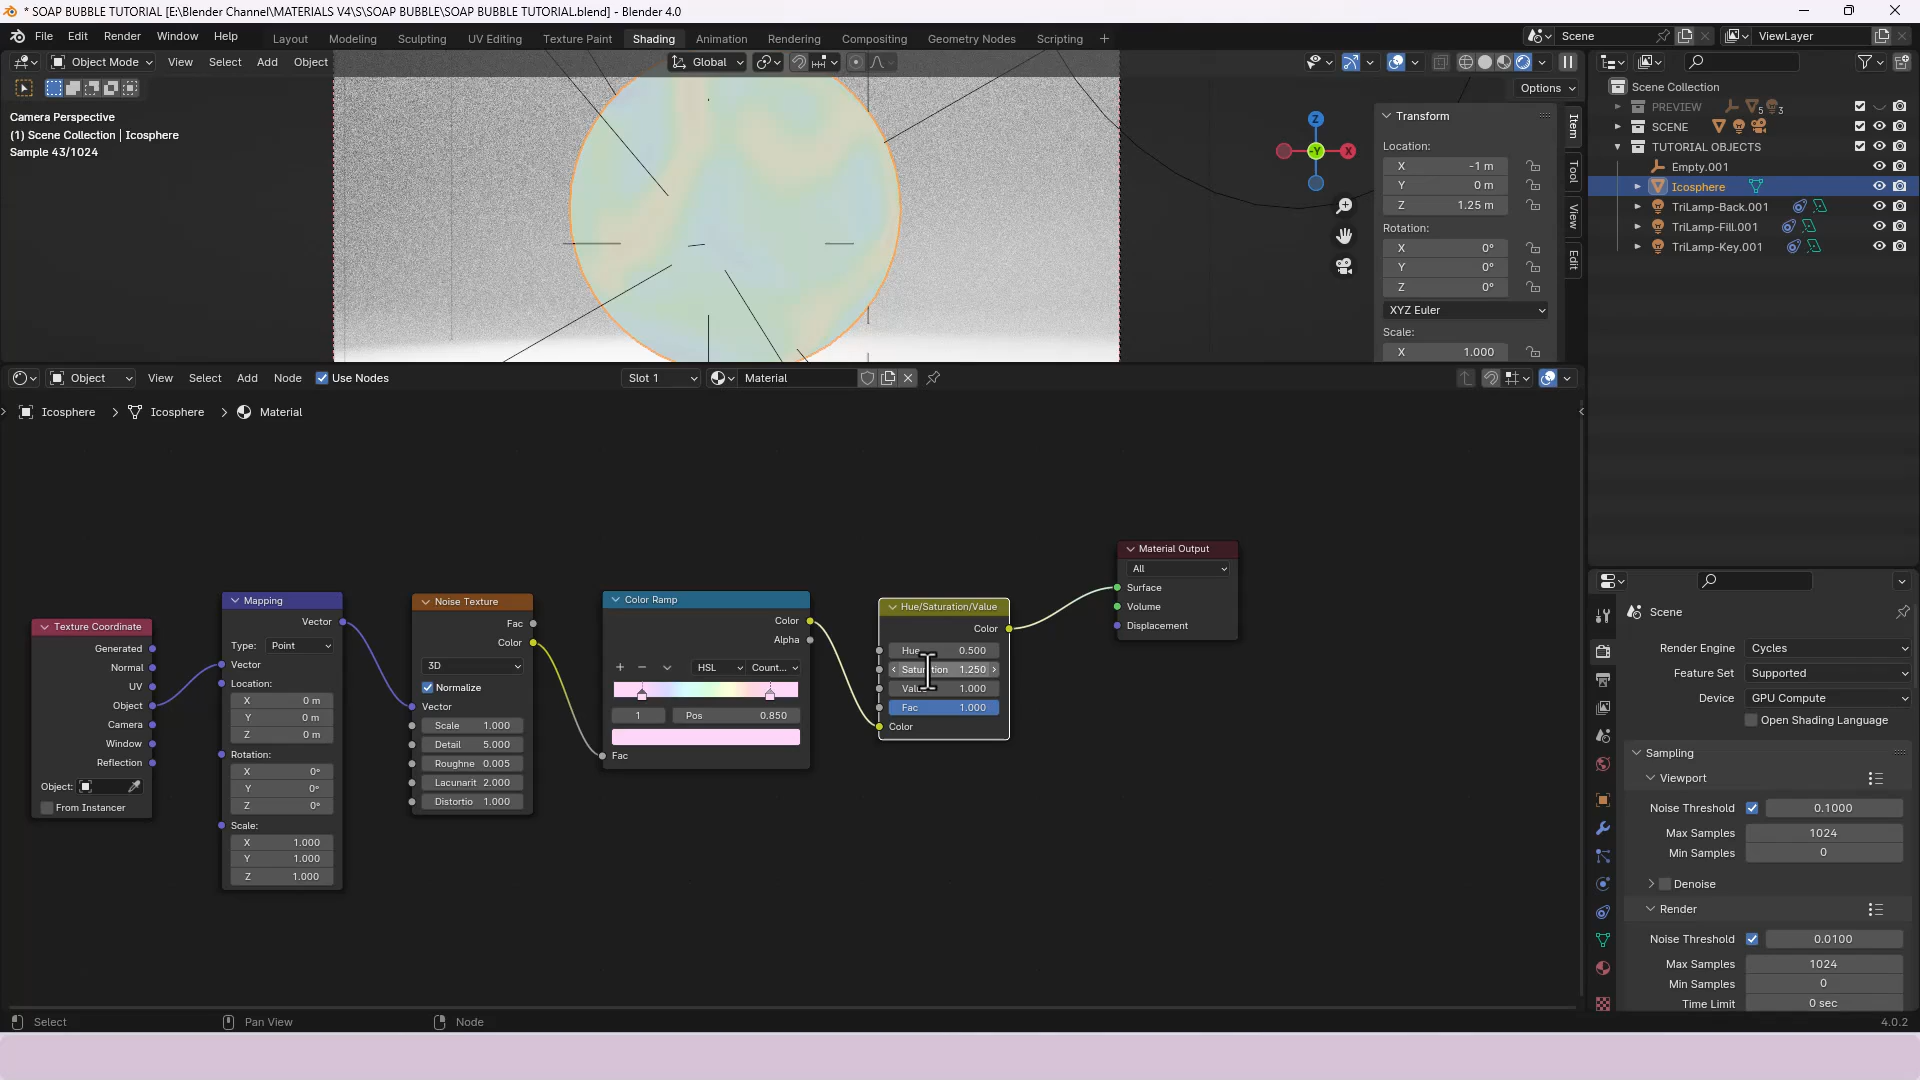 * SOAP BUBBLE TUTORIAL [E:\Blender Channel\MATERIALS V4\S\SOAP BUBBLE\SOAP BUBBLE TUTORIAL.blend] - Blender 4.0
File Edit Render Window Help Layout Modeling Sculpting UV Editing Texture Paint Shading Animation Rendering Compositing Geometry Nodes Scripting + Scene ViewLayer
Object Mode View Select Add Object Global
Options
Camera Perspective
(1) Scene Collection | Icosphere
Sample 43/1024
Z
-Y
X
Transform
Location:
X -1 m
Y 0 m
Z 1.25 m
Rotation:
X 0°
Y 0°
Z 0°
XYZ Euler
Scale:
X 1.000
Item
Tool
View
Edit
Scene Collection
PREVIEW 5 3
SCENE
TUTORIAL OBJECTS
Empty.001
Icosphere
TriLamp-Back.001
TriLamp-Fill.001
TriLamp-Key.001
Object View Select Add Node Use Nodes Slot 1 Material
Icosphere > Icosphere > Material
Texture Coordinate
Generated
Normal
UV
Object
Camera
Window
Reflection
Object:
From Instancer
Mapping
Vector
Type: Point
Vector
Location:
X 0 m
Y 0 m
Z 0 m
Rotation:
X 0°
Y 0°
Z 0°
Scale:
X 1.000
Y 1.000
Z 1.000
Noise Texture
Fac
Color
3D
Normalize
Vector
Scale 1.000
Detail 5.000
Roughne 0.005
Lacunarit 2.000
Distortio 1.000
Color Ramp
Color
Alpha
+ − HSL Count...
1 Pos 0.850
Fac
Hue/Saturation/Value
Color
Hue 0.500
Saturation 1.250
Value 1.000
Fac 1.000
Color
Material Output
All
Surface
Volume
Displacement
Scene
Render Engine Cycles
Feature Set Supported
Device GPU Compute
Open Shading Language
Sampling
Viewport
Noise Threshold 0.1000
Max Samples 1024
Min Samples 0
Denoise
Render
Noise Threshold 0.0100
Max Samples 1024
Min Samples 0
Time Limit 0 sec
Select Pan View Node 4.0.2